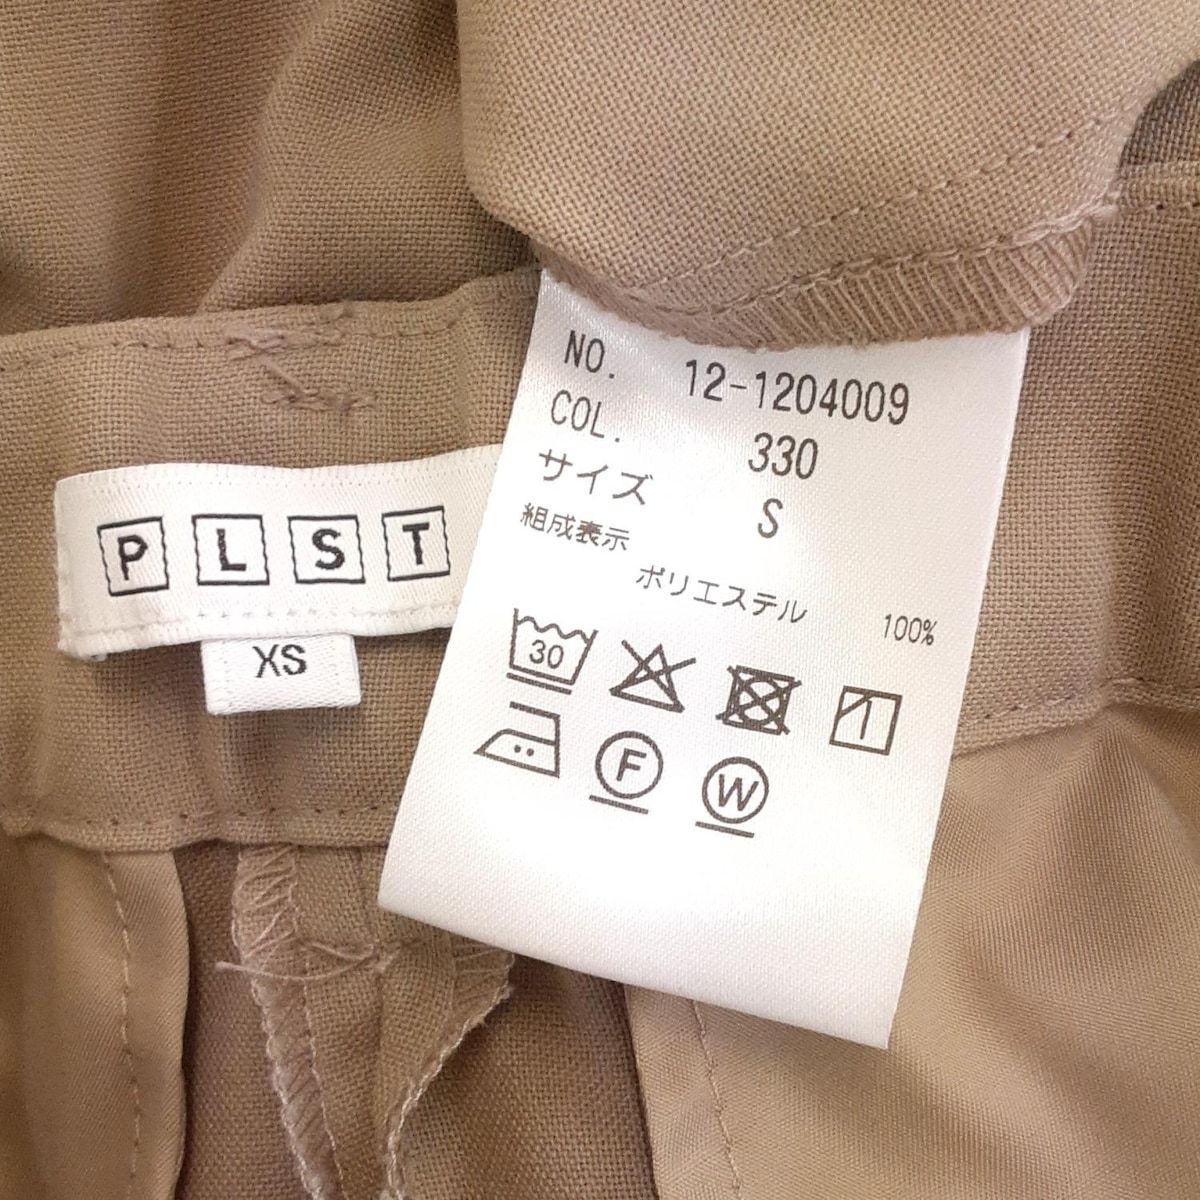 PLST
XS
NO. 12-1204009
COL. 330
サイズ S
組成表示
ポリエステル 100%
30
F
W